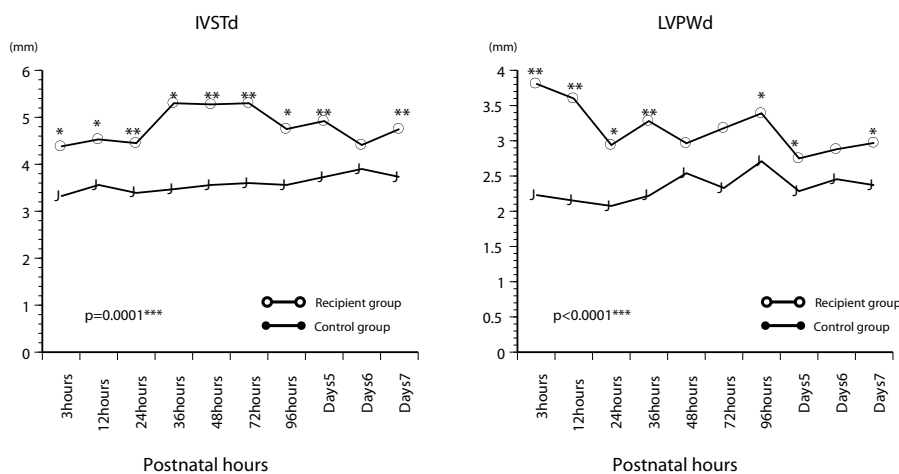 IVSTd
(mm)
6
5
4
3
2
1
0
** ** **
* * ** * * ** **
J J J J J J J J J J
Recipient group
Control group
p=0.0001***
3hours
12hours
24hours
36hours
48hours
72hours
96hours
Days5
Days6
Days7
Postnatal hours
LVPWd
(mm)
4
3.5
3
2.5
2
1.5
1
0.5
0
** ** * ** * * *
J J J J J J J J J J
Recipient group
Control group
p<0.0001***
3hours
12hours
24hours
36hours
48hours
72hours
96hours
Days5
Days6
Days7
Postnatal hours